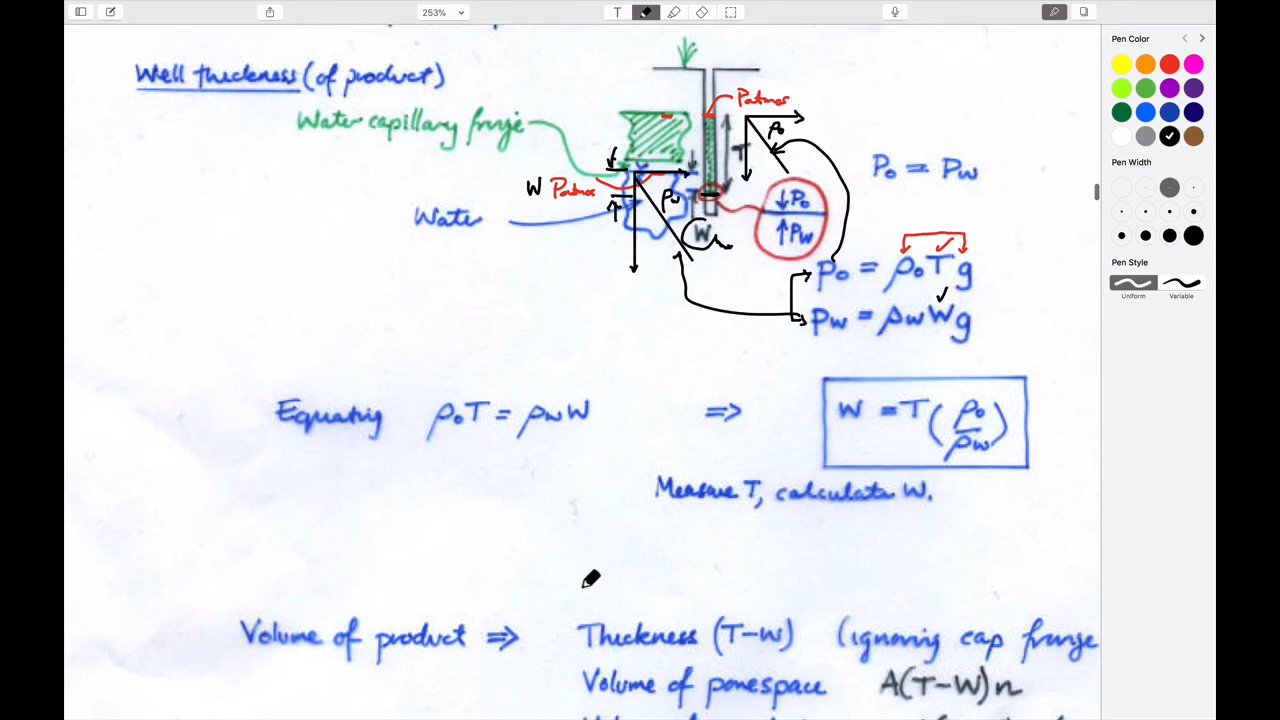 253%
T
Pen Color
Well thickness (of product)
Patmos
Water capillary fringe
T
Po
Po = Pw
Pen Width
W
Patmos
Pw
Po
Water
W
Pw
Po = ρoTg
Pen Style
Uniform
Variable
Pw = ρwWg
Equating ρoT = ρwW => W = T(ρo/ρw)
Measure T, calculate W.
Volume of product => Thickness (T-W) (ignoring cap fringe
Volume of porespace A(T-W)n